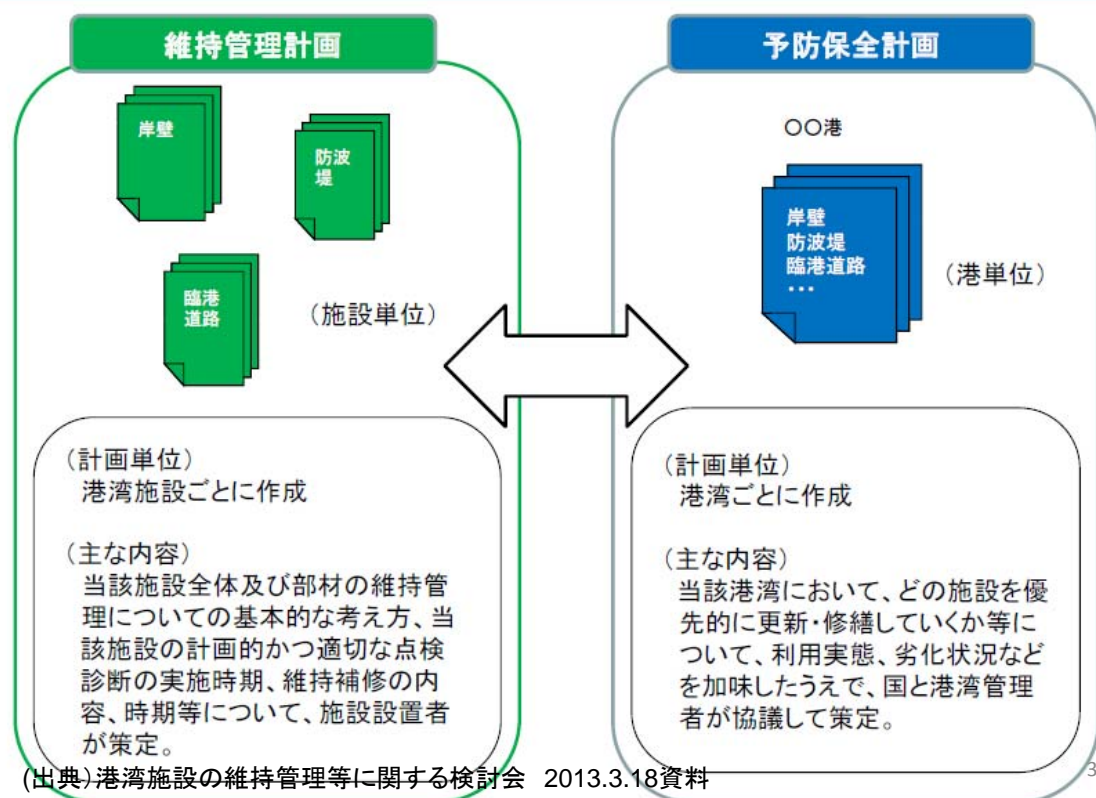 維持管理計画
岸壁
防波
堤
臨港
道路
(施設単位)
(計画単位)
港湾施設ごとに作成
(主な内容)
当該施設全体及び部材の維持管
理についての基本的な考え方、当
該施設の計画的かつ適切な点検
診断の実施時期、維持補修の内
容、時期等について、施設設置者
が策定。
予防保全計画
〇〇港
岸壁
防波堤
臨港道路
・・・
(港単位)
(計画単位)
港湾ごとに作成
(主な内容)
当該港湾において、どの施設を優
先的に更新・修繕していくか等に
ついて、利用実態、劣化状況など
を加味したうえで、国と港湾管理
者が協議して策定。
(出典)港湾施設の維持管理等に関する検討会 2013.3.18資料
3